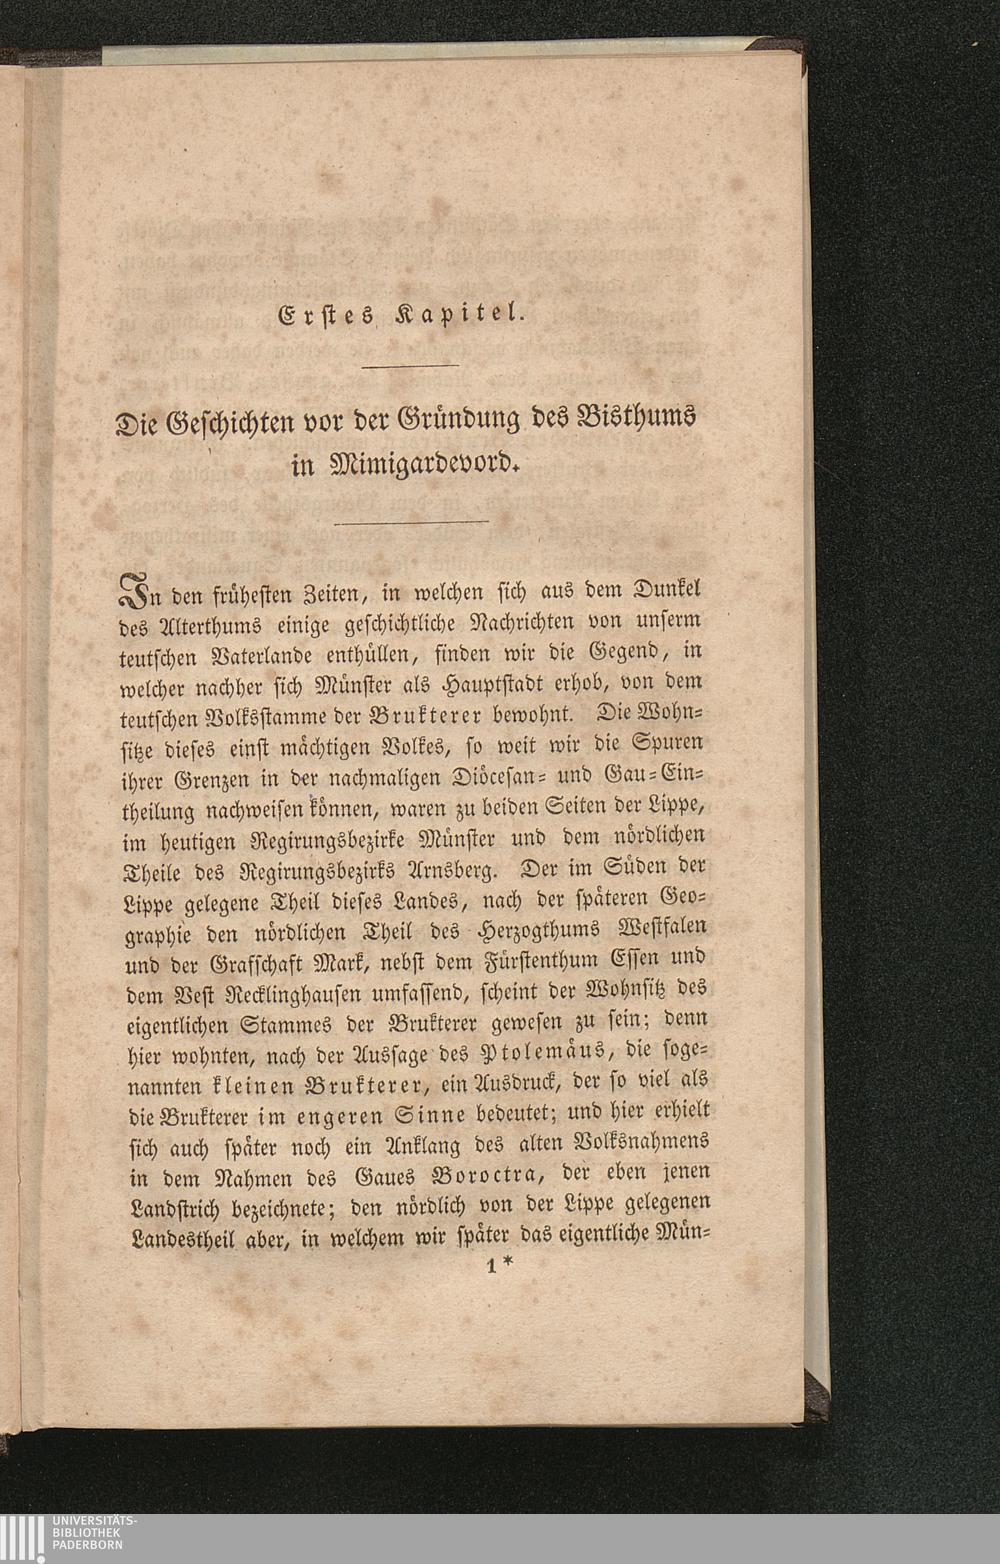 Erstes Kapitel.
Die Geschichten vor der Gründung des Bisthums
in Mimigardevord.
In den frühesten Zeiten, in welchen sich aus dem Dunkel
des Alterthums einige geschichtliche Nachrichten von unserm
teutschen Vaterlande enthüllen, finden wir die Gegend, in
welcher nachher sich Münster als Hauptstadt erhob, von dem
teutschen Volksstamme der Brukterer bewohnt. Die Wohn-
sitze dieses einst mächtigen Volkes, so weit wir die Spuren
ihrer Grenzen in der nachmaligen Diöcesan- und Gau-Ein-
theilung nachweisen können, waren zu beiden Seiten der Lippe,
im heutigen Regirungsbezirke Münster und dem nördlichen
Theile des Regirungsbezirks Arnsberg. Der im Süden der
Lippe gelegene Theil dieses Landes, nach der späteren Geo-
graphie den nördlichen Theil des Herzogthums Westfalen
und der Grafschaft Mark, nebst dem Fürstenthum Essen und
dem Vest Recklinghausen umfassend, scheint der Wohnsitz des
eigentlichen Stammes der Brukterer gewesen zu sein; denn
hier wohnten, nach der Aussage des Ptolemäus, die soge-
nannten kleinen Brukterer, ein Ausdruck, der so viel als
die Brukterer im engeren Sinne bedeutet; und hier erhielt
sich auch später noch ein Anklang des alten Volksnahmens
in dem Nahmen des Gaues Boroctra, der eben jenen
Landstrich bezeichnete; den nördlich von der Lippe gelegenen
Landestheil aber, in welchem wir später das eigentliche Mün-
1*
UNIVERSITÄTS-
BIBLIOTHEK
PADERBORN